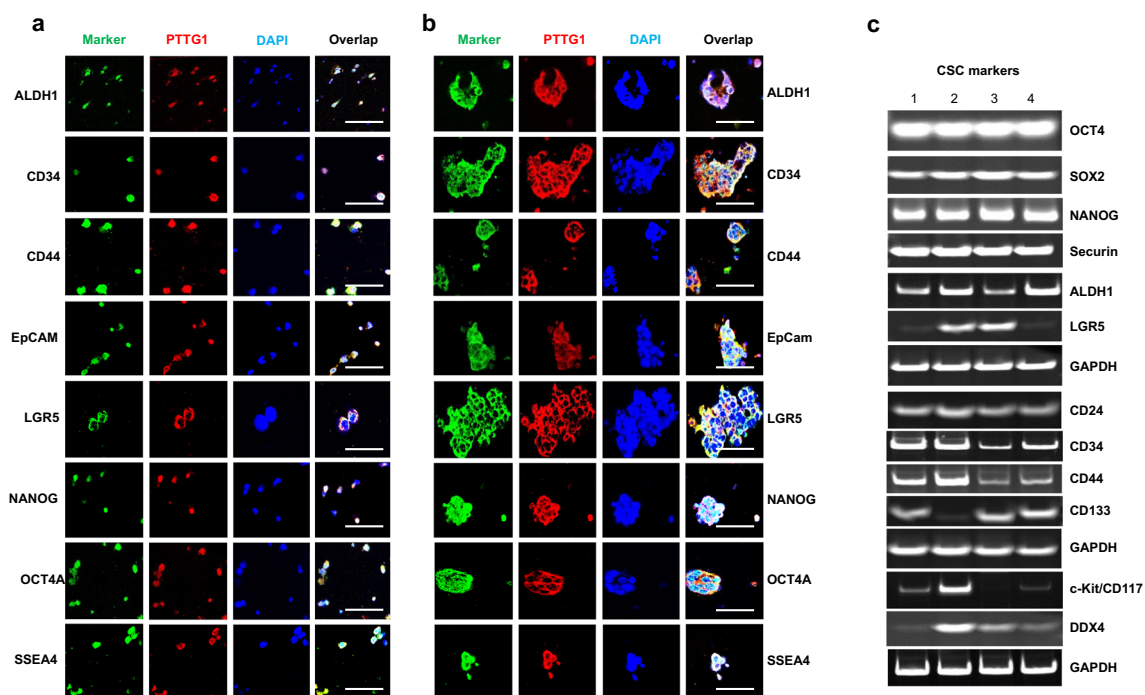 a
Marker PTTG1 DAPI Overlap
ALDH1
CD34
CD44
EpCAM
LGR5
NANOG
OCT4A
SSEA4
b
Marker PTTG1 DAPI Overlap
ALDH1
CD34
CD44
EpCam
LGR5
NANOG
OCT4A
SSEA4
c
CSC markers
1 2 3 4
OCT4
SOX2
NANOG
Securin
ALDH1
LGR5
GAPDH
CD24
CD34
CD44
CD133
GAPDH
c-Kit/CD117
DDX4
GAPDH